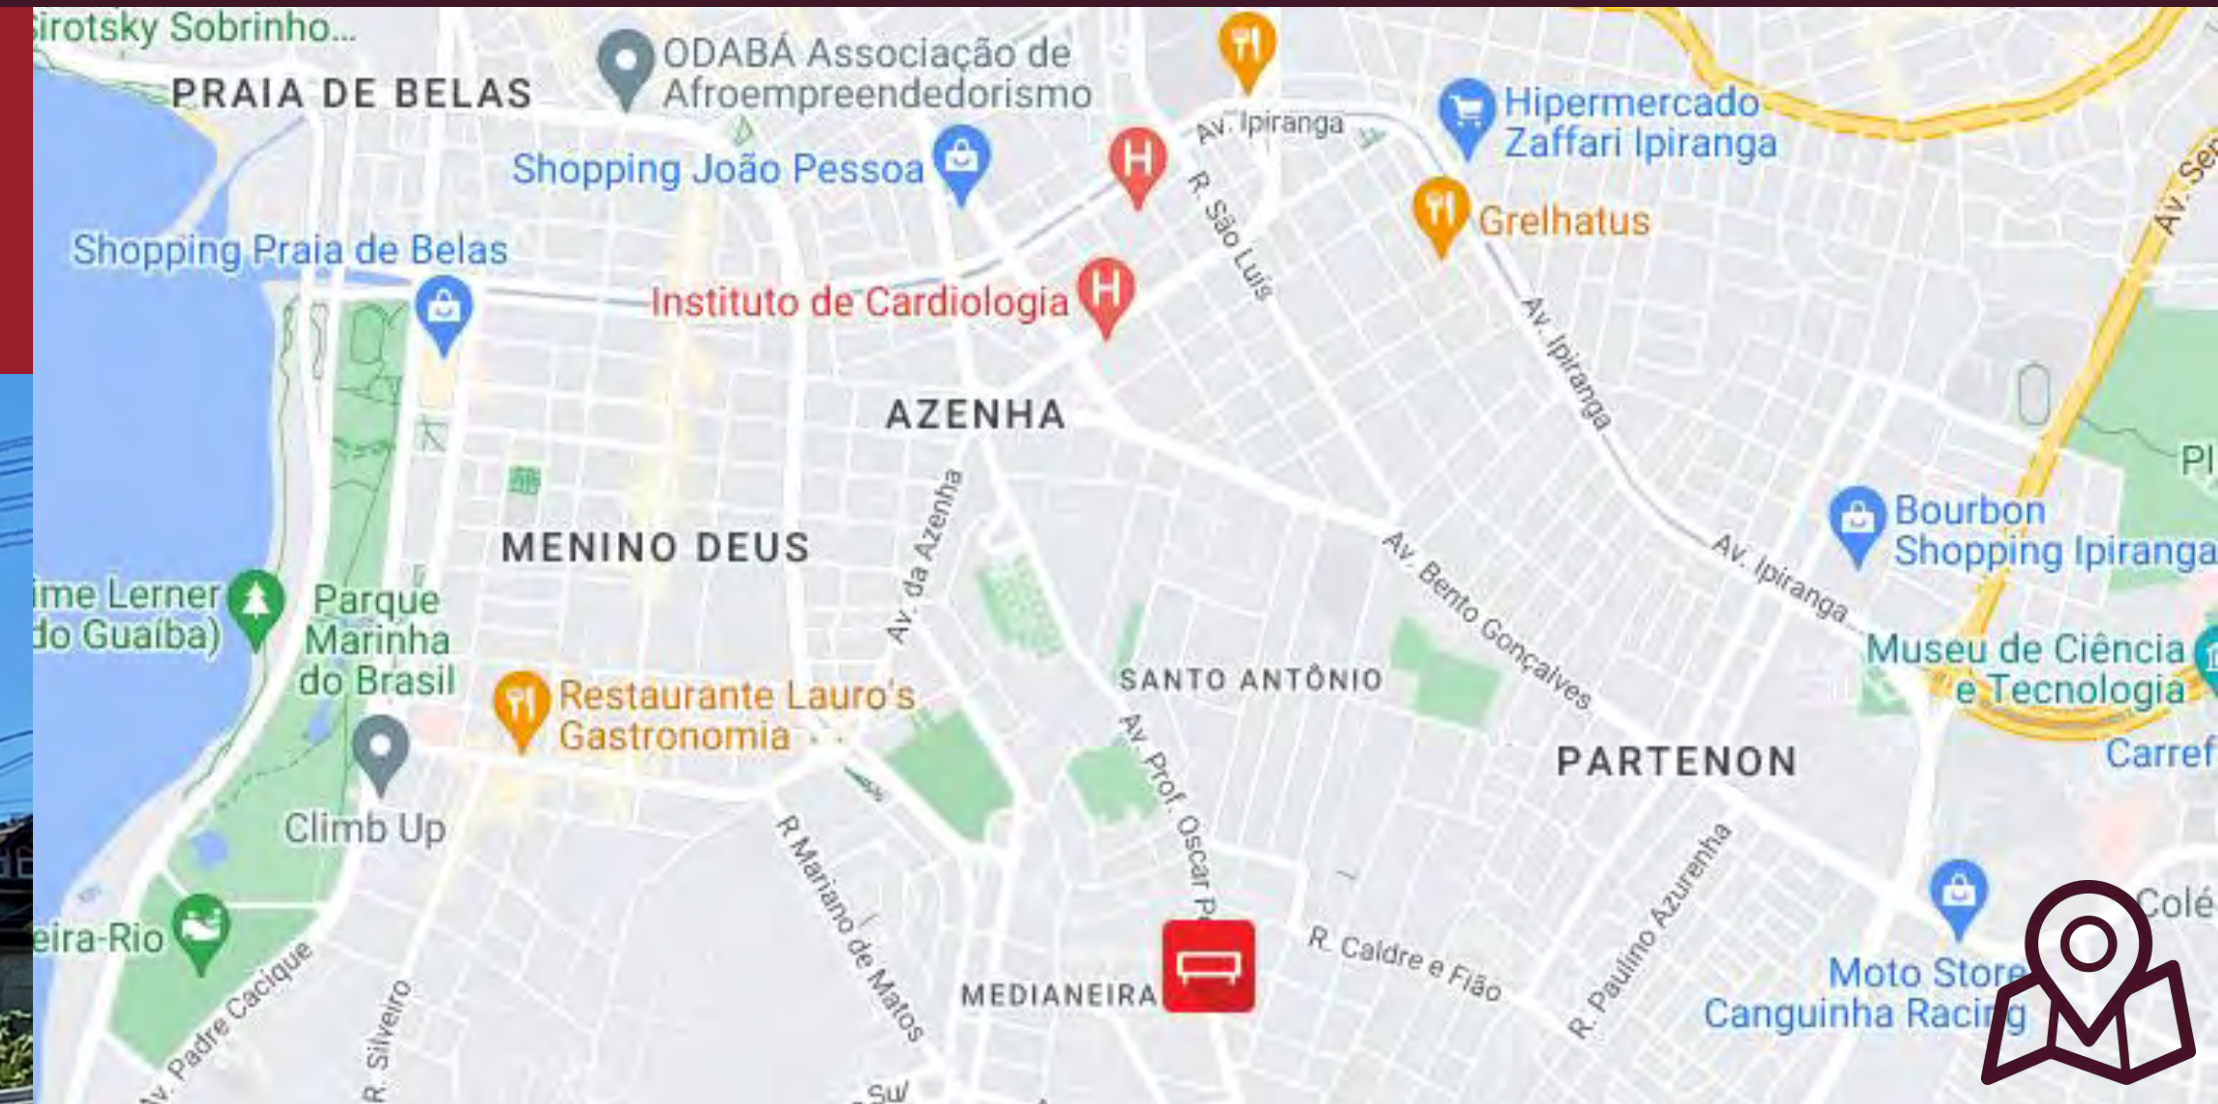 Sirotsky Sobrinho...
PRAIA DE BELAS
ODABÁ Associação de
Afroempreendedorismo
Av. Ipiranga
Hipermercado
Zaffari Ipiranga
Shopping João Pessoa
H
R. São Luís
Grelhatus
Av. Ser
Shopping Praia de Belas
Instituto de Cardiologia
H
Av. Ipiranga
AZENHA
Av. da Azenha
MENINO DEUS
Av. Bento Gonçalves
Av. Ipiranga
Bourbon
Shopping Ipiranga
Pl
ime Lerner
do Guaíba)
Parque
Marinha
do Brasil
Restaurante Lauro's
Gastronomia
SANTO ANTÔNIO
Museu de Ciência
e Tecnologia
Carref
PARTENON
Climb Up
R Mariano de Matos
Av. Prof. Oscar Pe
R. Paulino Azurenha
Colé
eira-Rio
Av. Padre Cacique
R. Silveiro
MEDIANEIRA
R. Caldre e Fião
Moto Store
Canguinha Racing
Sul